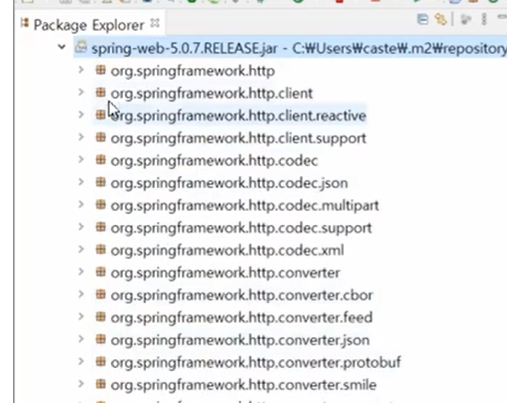 Package Explorer
spring-web-5.0.7.RELEASE.jar - C:₩Users₩caste₩.m2₩repository
org.springframework.http
org.springframework.http.client
org.springframework.http.client.reactive
org.springframework.http.client.support
org.springframework.http.codec
org.springframework.http.codec.json
org.springframework.http.codec.multipart
org.springframework.http.codec.support
org.springframework.http.codec.xml
org.springframework.http.converter
org.springframework.http.converter.cbor
org.springframework.http.converter.feed
org.springframework.http.converter.json
org.springframework.http.converter.protobuf
org.springframework.http.converter.smile